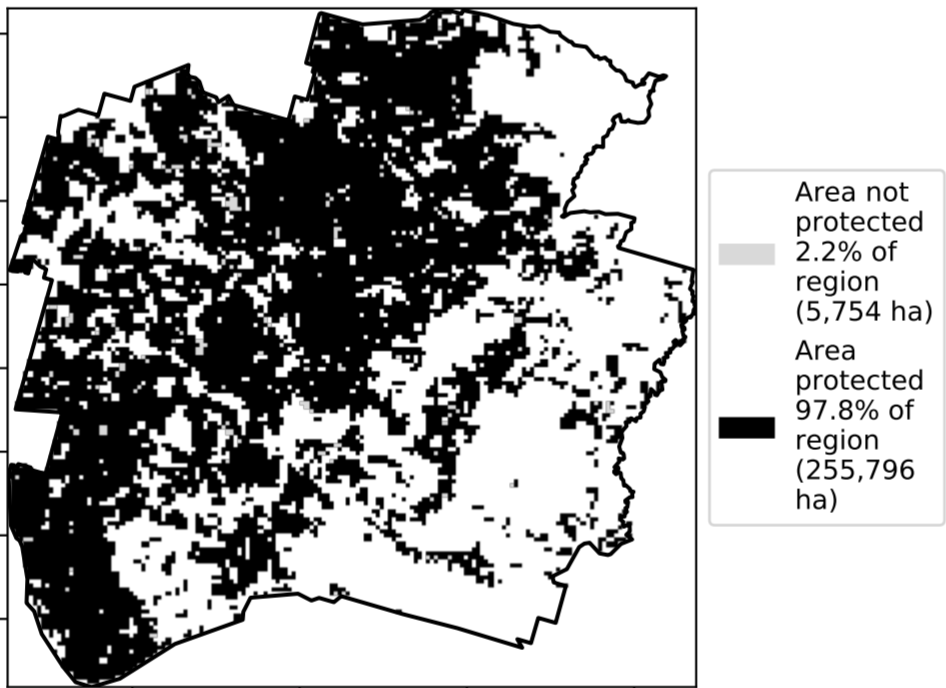 Area not
protected
2.2% of
region
(5,754 ha)
Area
protected
97.8% of
region
(255,796
ha)